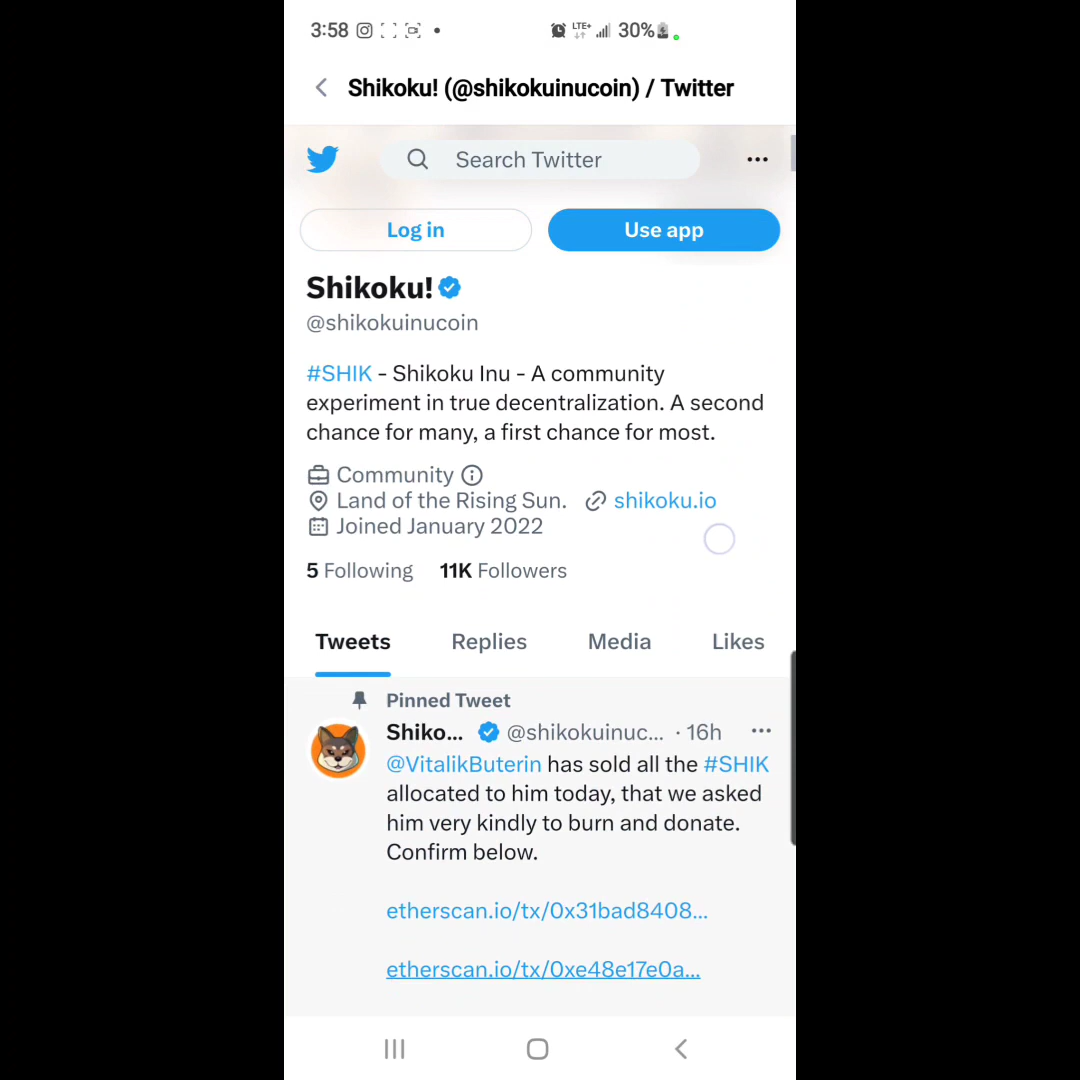 3:58 LTE+ 30%
Shikoku! (@shikokuinucoin) / Twitter
Search Twitter
Log in Use app
Shikoku!
@shikokuinucoin
#SHIK - Shikoku Inu - A community
experiment in true decentralization. A second
chance for many, a first chance for most.
Community
Land of the Rising Sun. shikoku.io
Joined January 2022
5 Following 11K Followers
Tweets Replies Media Likes
Pinned Tweet
Shiko... @shikokuinuc... · 16h
@VitalikButerin has sold all the #SHIK
allocated to him today, that we asked
him very kindly to burn and donate.
Confirm below.
etherscan.io/tx/0x31bad8408...
etherscan.io/tx/0xe48e17e0a...